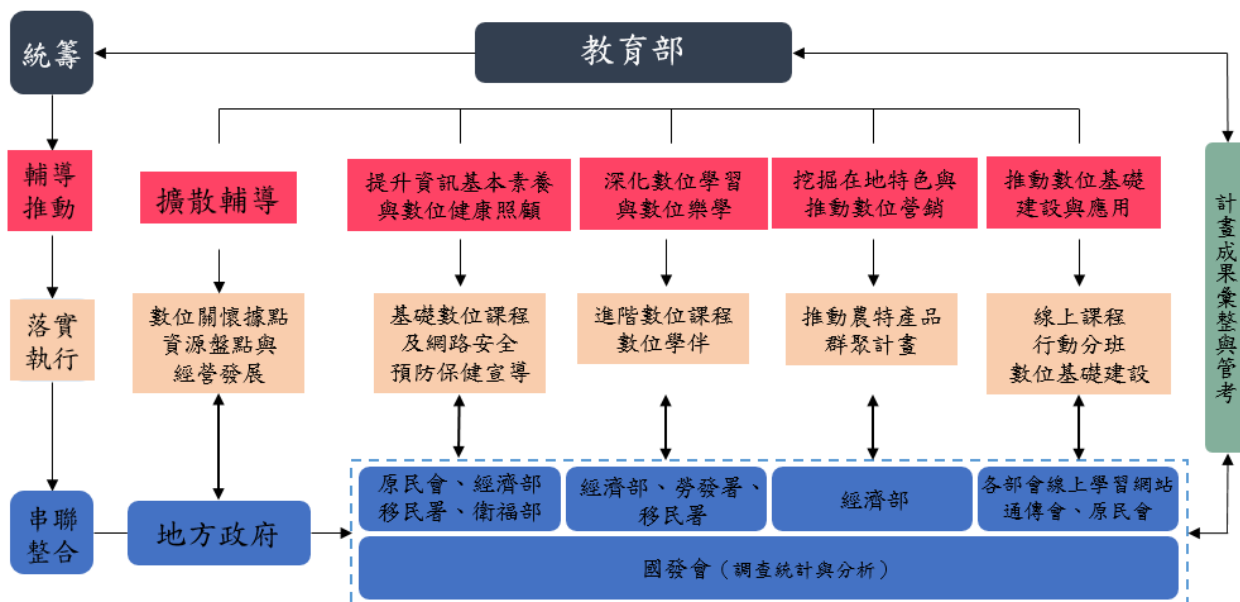 統籌
教育部
輔導
推動
擴散輔導
提升資訊基本素養
與數位健康照顧
深化數位學習
與數位樂學
挖掘在地特色與
推動數位營銷
推動數位基礎
建設與應用
計畫成果彙整與管考
落實
執行
數位關懷據點
資源盤點與
經營發展
基礎數位課程
及網路安全
預防保健宣導
進階數位課程
數位學伴
推動農特產品
群聚計畫
線上課程
行動分班
數位基礎建設
串聯
整合
地方政府
原民會、經濟部
移民署、衛福部
經濟部、勞發署、
移民署
經濟部
各部會線上學習網站
通傳會、原民會
國發會（調查統計與分析）